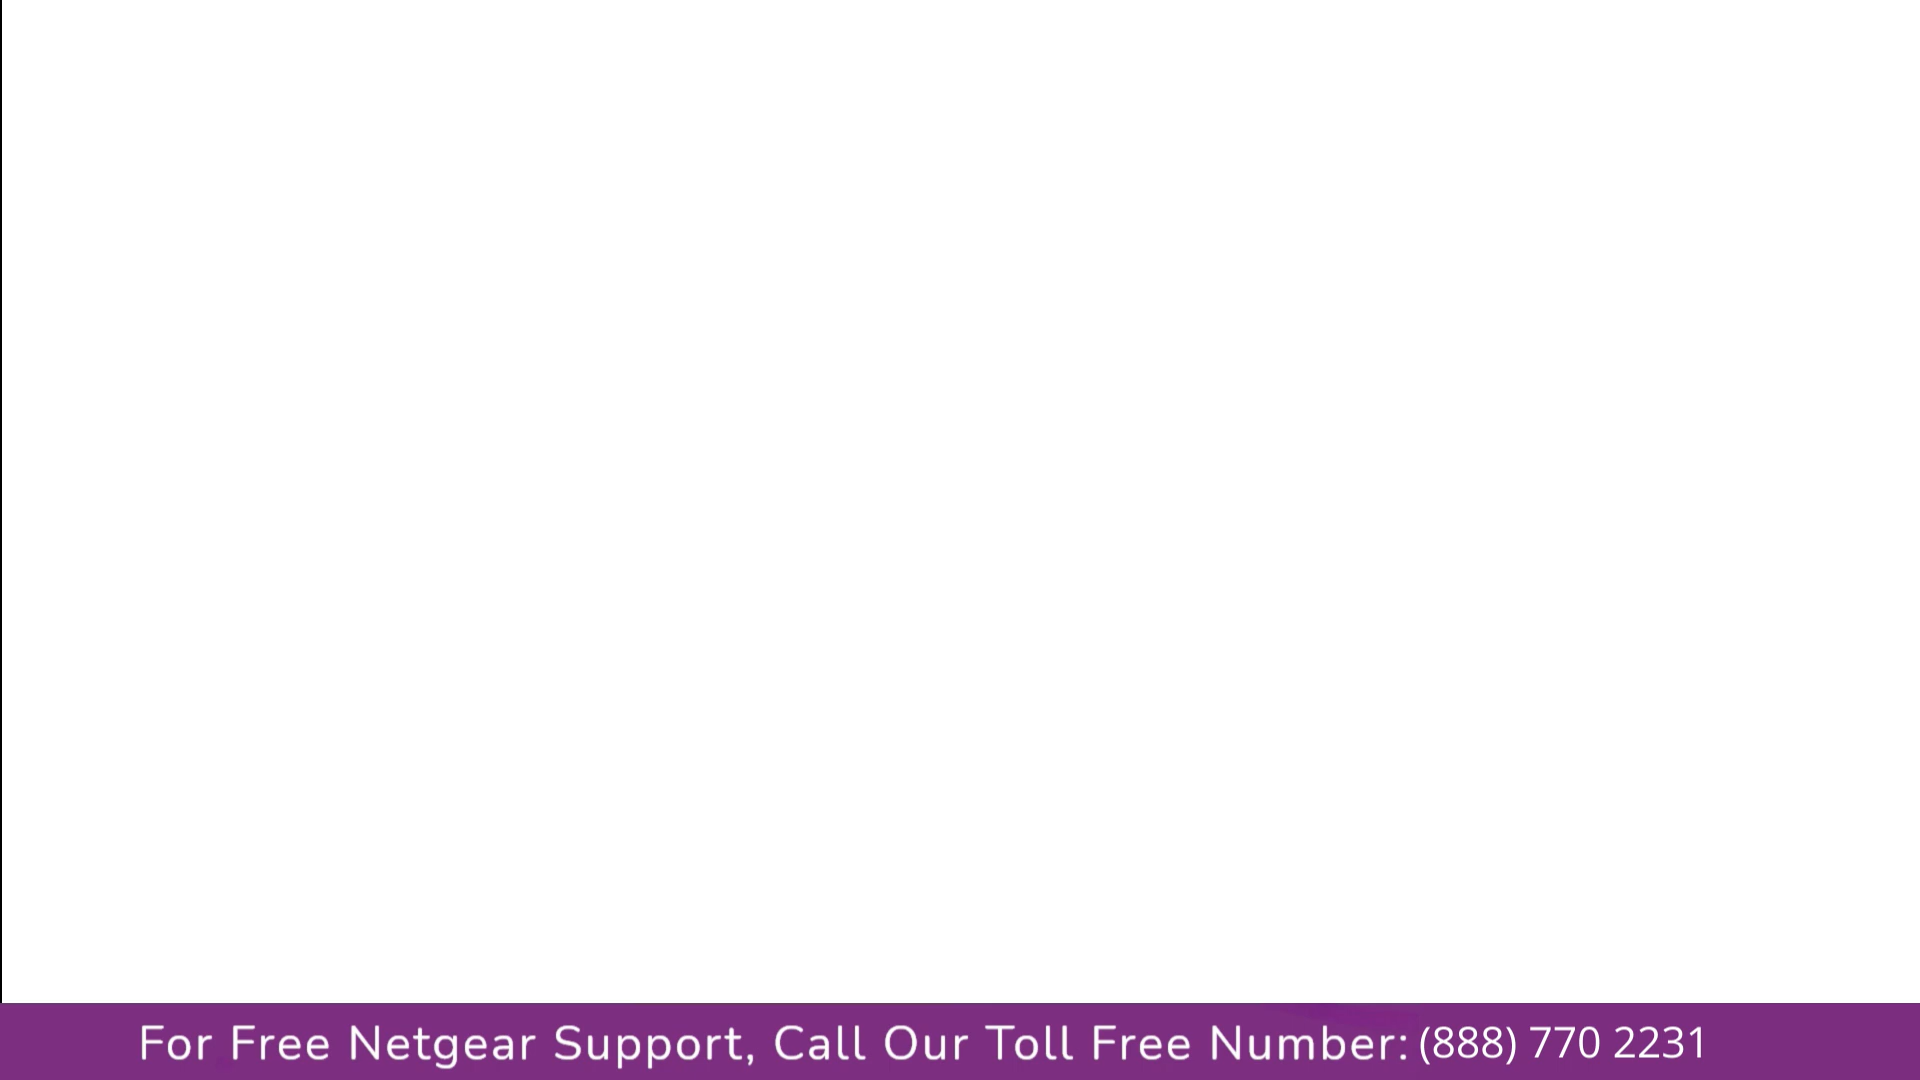 For Free Netgear Support, Call Our Toll Free Number: (888) 770 2231